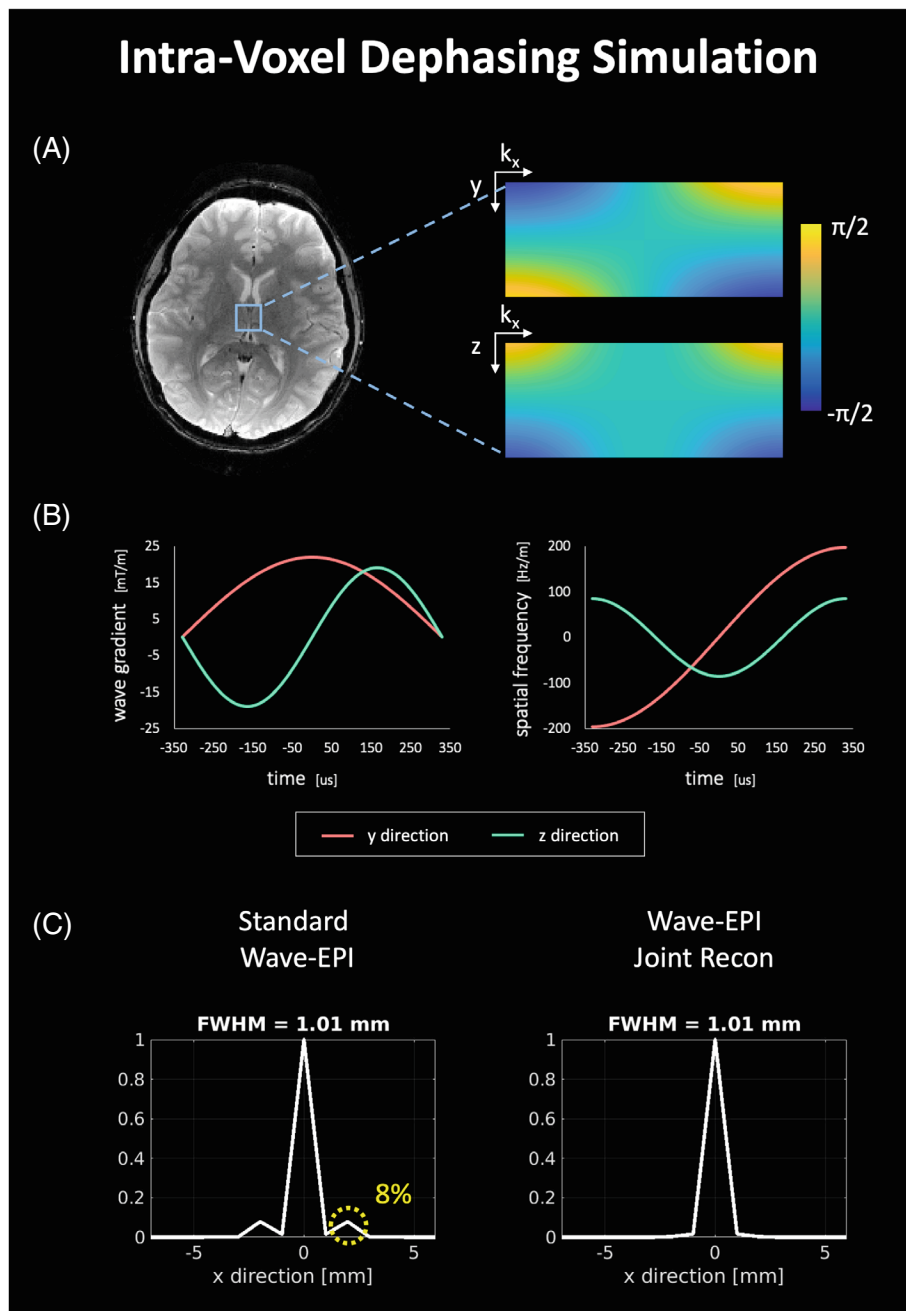 Intra-Voxel Dephasing Simulation
(A)
kx
y
π/2
kx
z
-π/2
(B)
wave gradient [mT/m]
25
15
5
-5
-15
-25
-350 -250 -150 -50 50 150 250 350
time [us]
spatial frequency [Hz/m]
200
100
0
-100
-200
-350 -250 -150 -50 50 150 250 350
time [us]
y direction
z direction
(C)
Standard
Wave-EPI
FWHM = 1.01 mm
1
0.8
0.6
0.4
0.2
0
8%
-5 0 5
x direction [mm]
Wave-EPI
Joint Recon
FWHM = 1.01 mm
1
0.8
0.6
0.4
0.2
0
-5 0 5
x direction [mm]